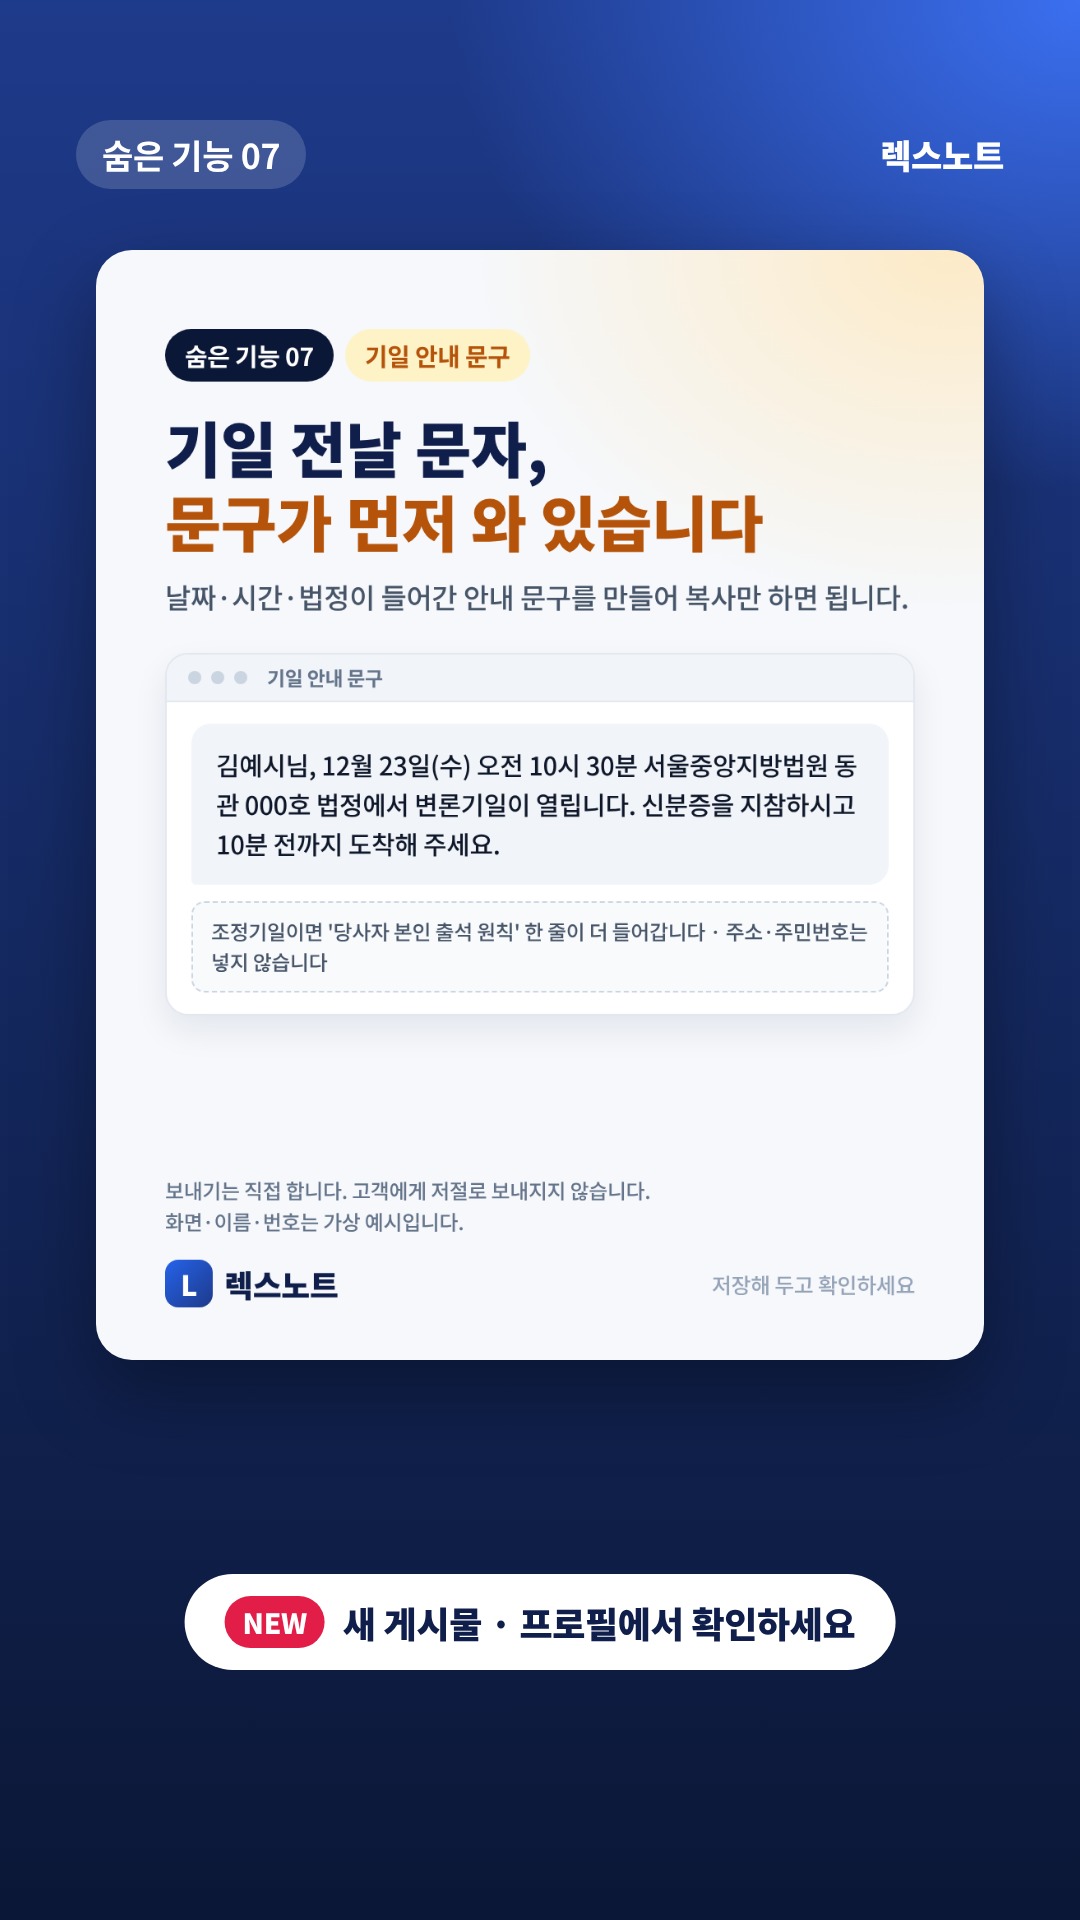 숨은 기능 07
렉스노트
숨은 기능 07
기일 안내 문구
기일 전날 문자,
문구가 먼저 와 있습니다
날짜·시간·법정이 들어간 안내 문구를 만들어 복사만 하면 됩니다.
기일 안내 문구
김예시님, 12월 23일(수) 오전 10시 30분 서울중앙지방법원 동
관 000호 법정에서 변론기일이 열립니다. 신분증을 지참하시고
10분 전까지 도착해 주세요.
조정기일이면 '당사자 본인 출석 원칙' 한 줄이 더 들어갑니다 · 주소·주민번호는
넣지 않습니다
보내기는 직접 합니다. 고객에게 저절로 보내지지 않습니다.
화면·이름·번호는 가상 예시입니다.
L 렉스노트
저장해 두고 확인하세요
NEW 새 게시물 · 프로필에서 확인하세요